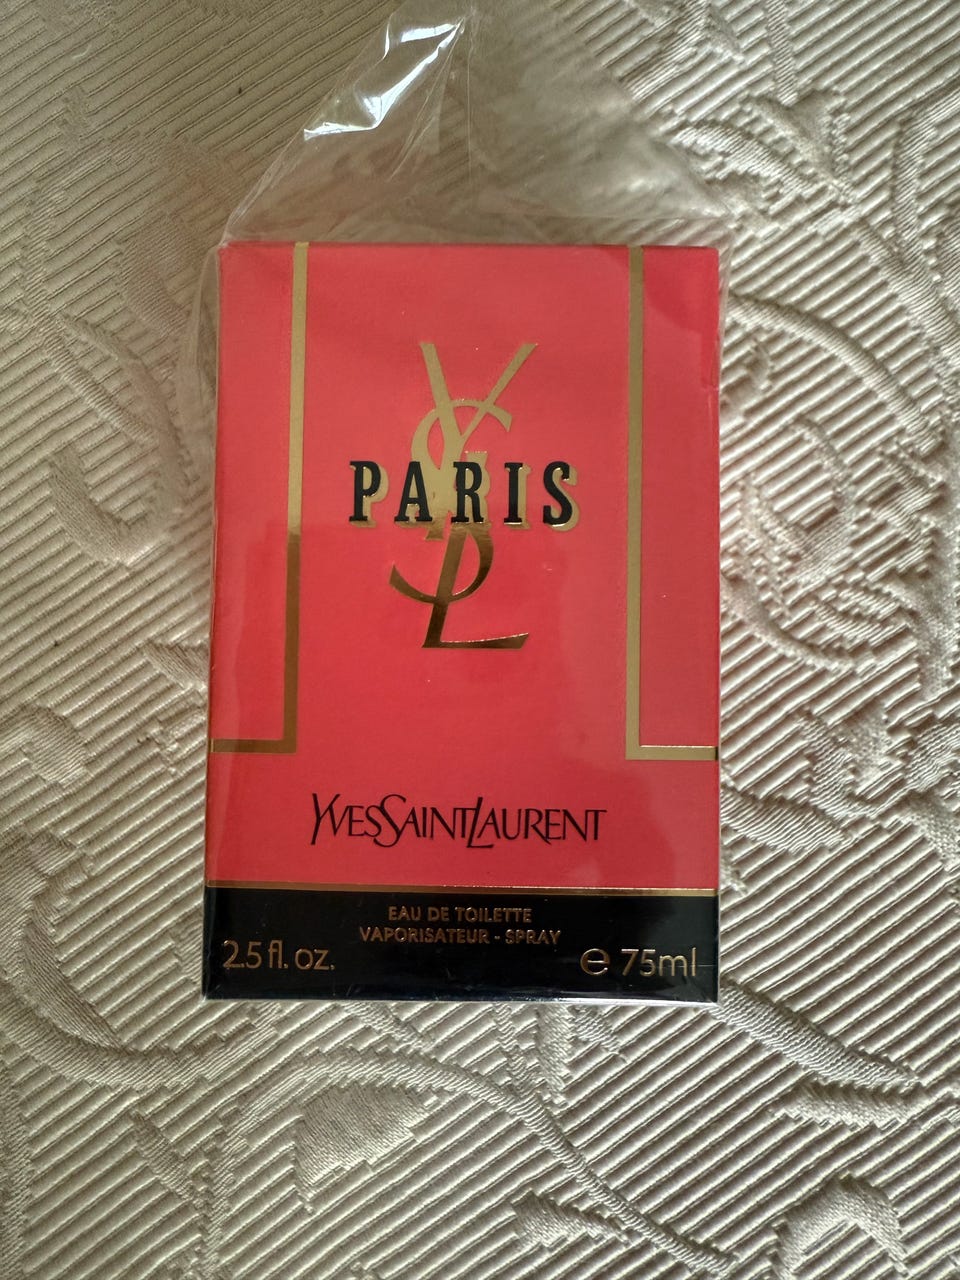 YSL
PARIS
YVESSAINTLAURENT
EAU DE TOILETTE
VAPORISATEUR - SPRAY
2.5 fl. oz.
e 75ml